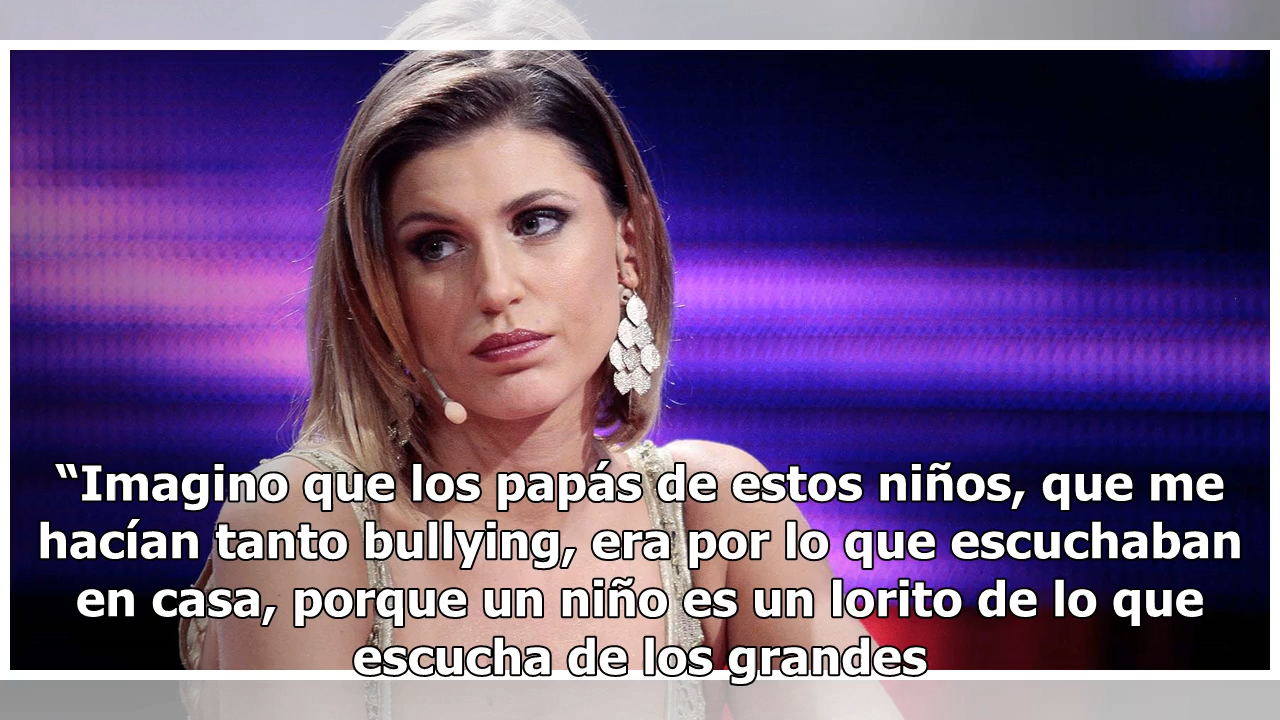 “Imagino que los papás de estos niños, que me
hacían tanto bullying, era por lo que escuchaban
en casa, porque un niño es un lorito de lo que
escucha de los grandes